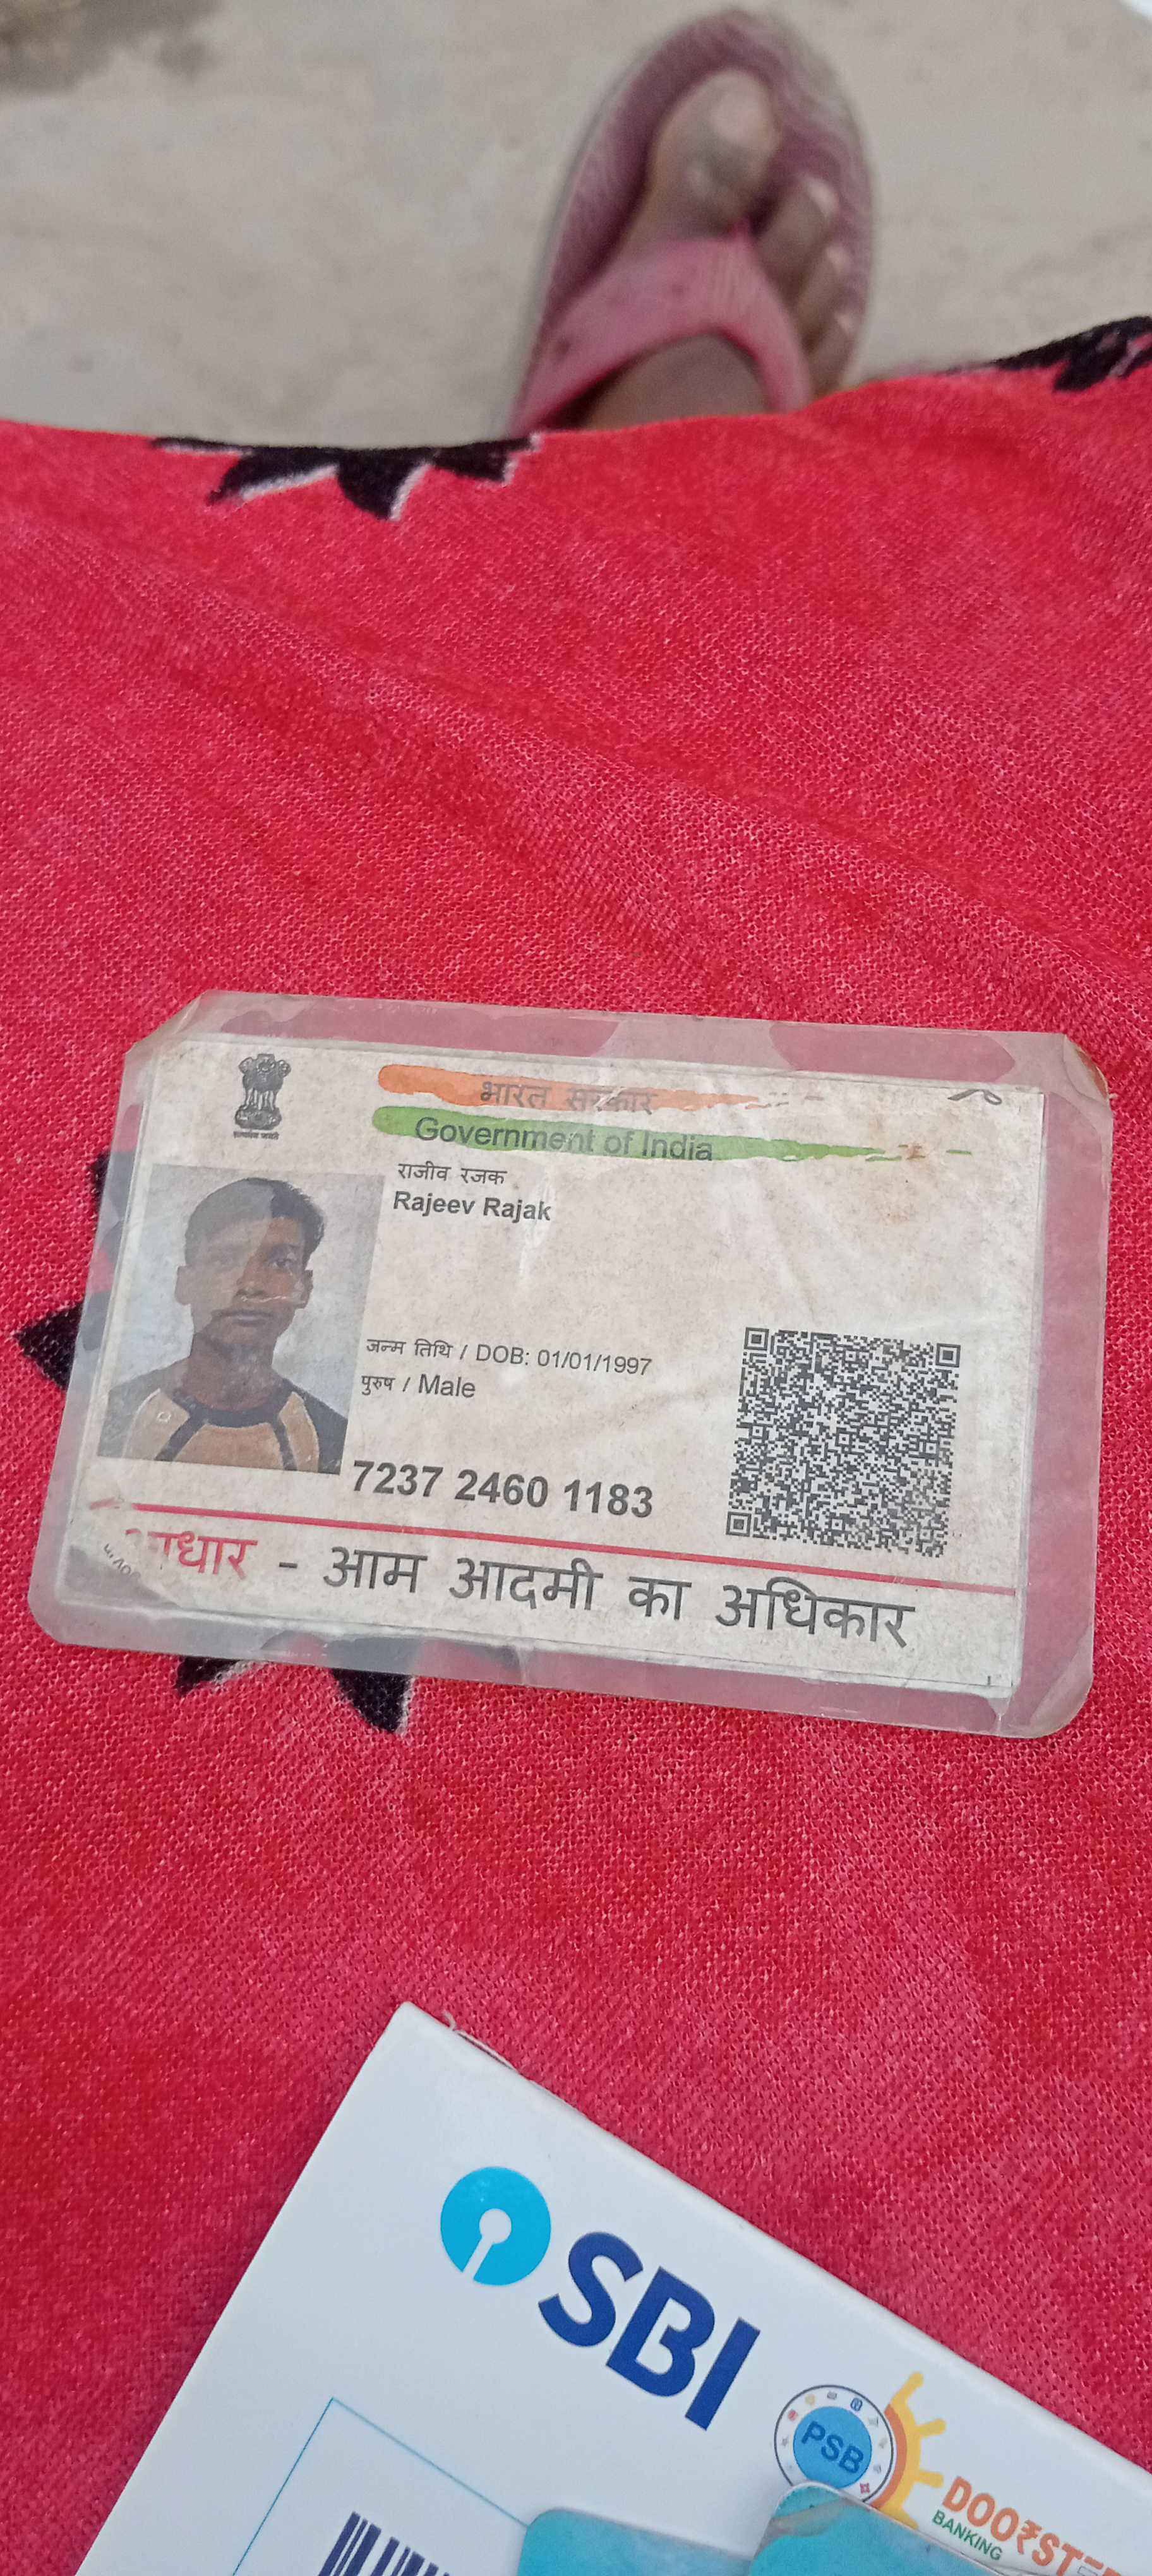 भारत सरकार
Government of India
राजीव रजक
Rajeev Rajak
जन्म तिथि / DOB: 01/01/1997
पुरुष / Male
7237 2460 1183
आधार - आम आदमी का अधिकार
SBI
PSB
BANKING